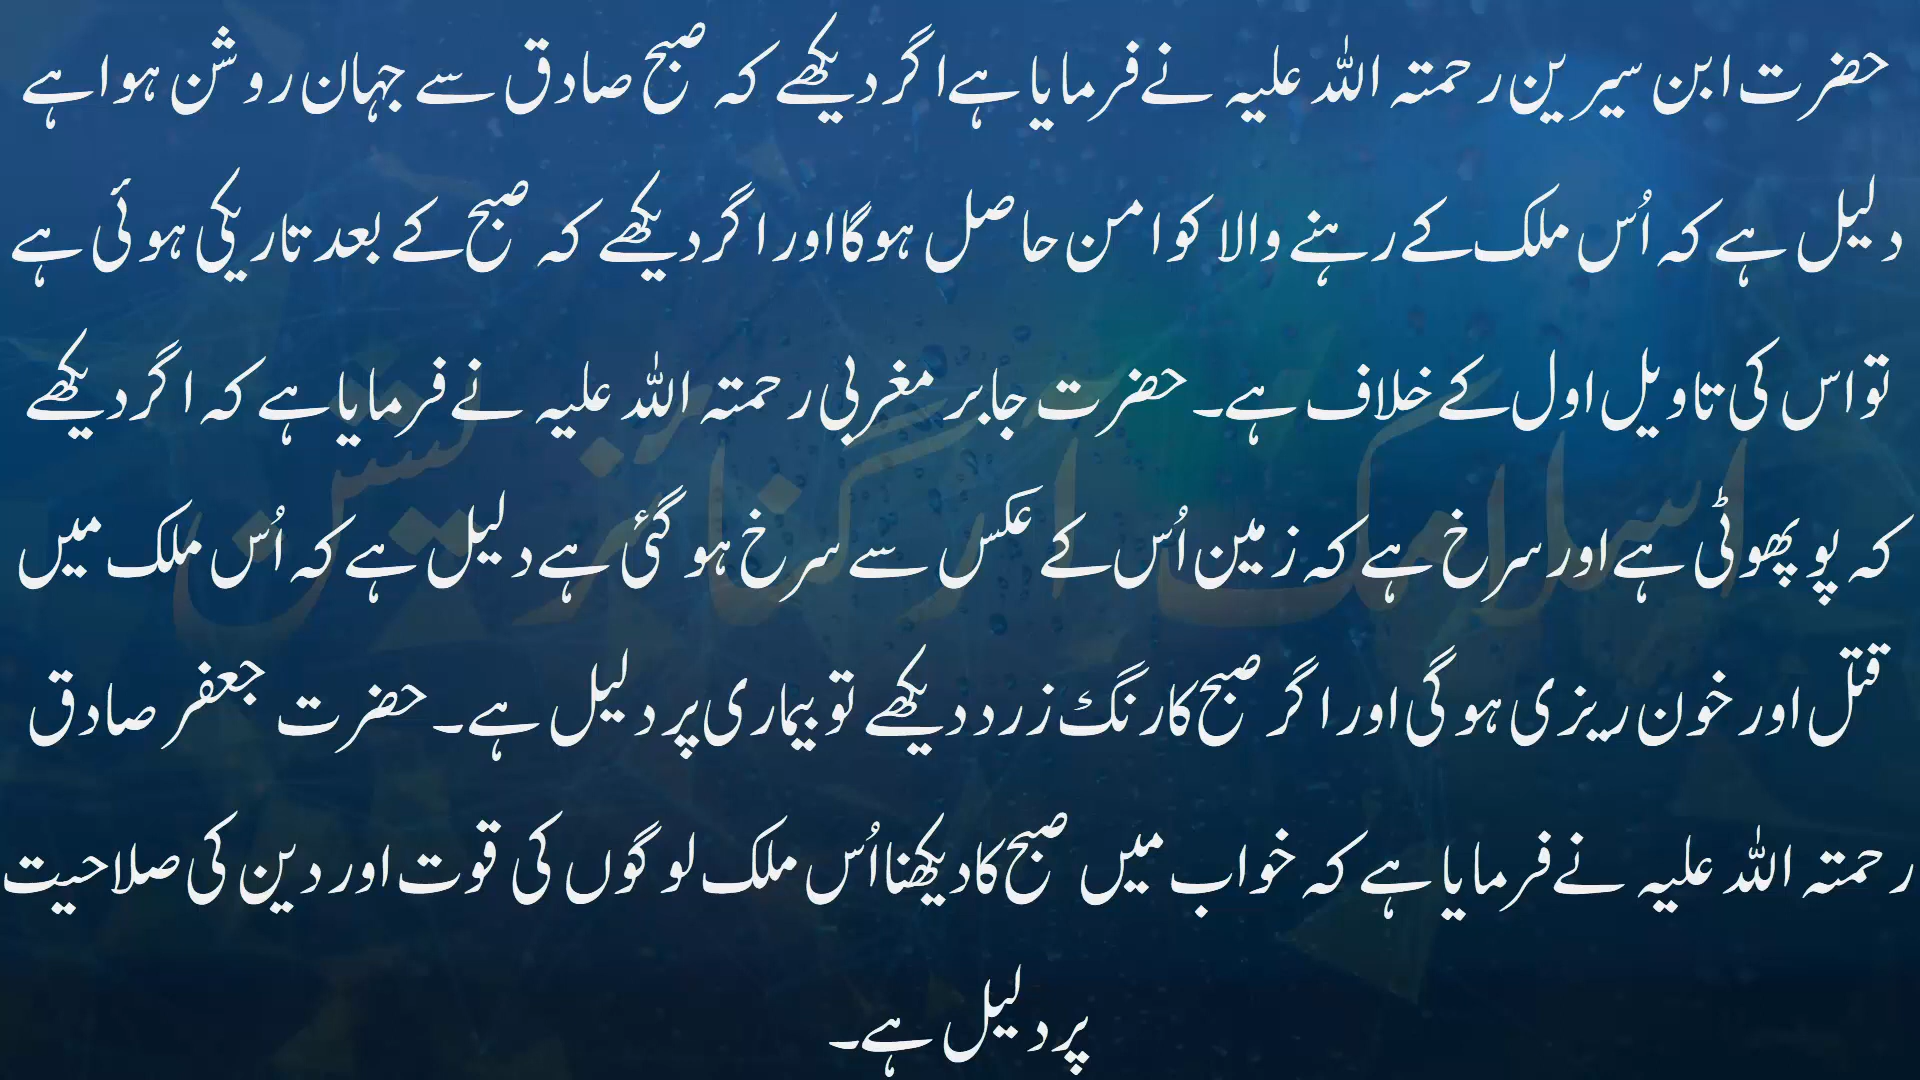 حضرت ابن سیرین رحمتہ اللہ علیہ نے فرمایا ہے اگر دیکھے کہ صبح صادق سے جہان روشن ہوا ہے
دلیل ہے کہ اُس ملک کے رہنے والا کو امن حاصل ہوگا اور اگر دیکھے کہ صبح کے بعد تاریکی ہوئی ہے
تو اس کی تاویل اول کے خلاف ہے۔ حضرت جابر مغربی رحمتہ اللہ علیہ نے فرمایا ہے کہ اگر دیکھے
کہ پو پھوٹی ہے اور سرخ ہے کہ زمین اُس کے عکس سے سرخ ہو گئی ہے دلیل ہے کہ اُس ملک میں
قتل اور خون ریزی ہوگی اور اگر صبح کا رنگ زرد دیکھے تو بیماری پر دلیل ہے۔ حضرت جعفر صادق
رحمتہ اللہ علیہ نے فرمایا ہے کہ خواب میں صبح کا دیکھنا اُس ملک لوگوں کی قوت اور دین کی صلاحیت
پر دلیل ہے۔
اسلامک آرگنائزیشن